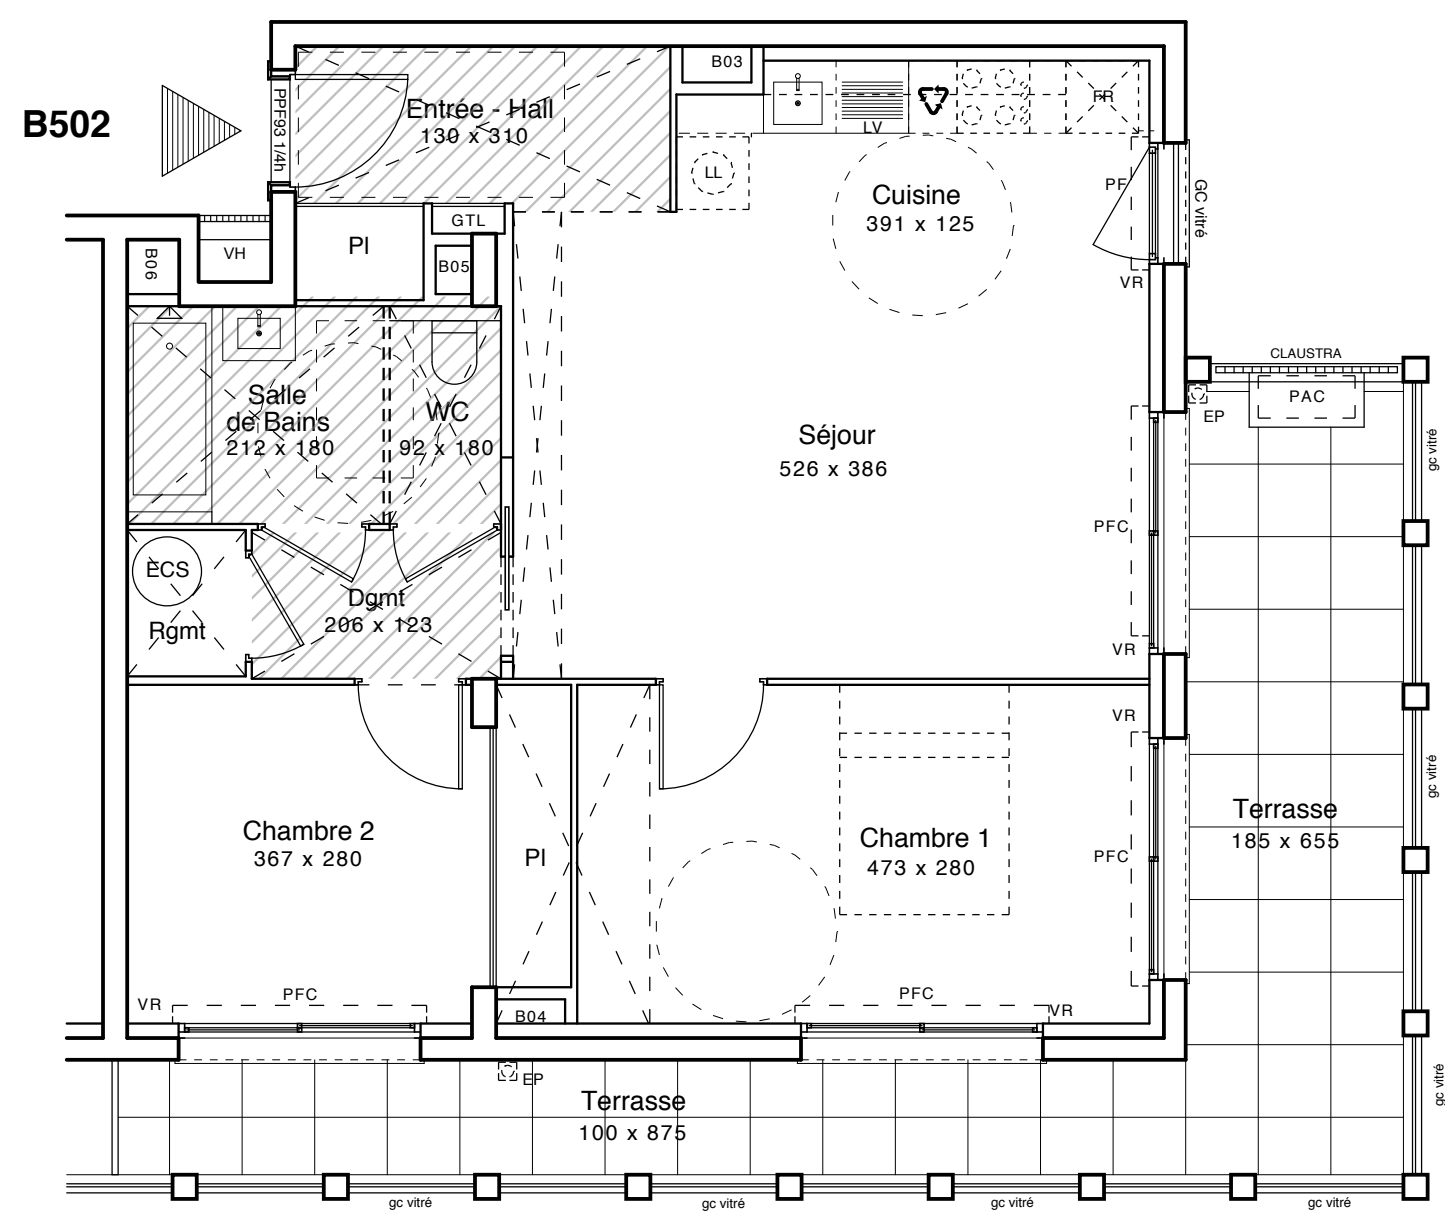 B502
PPF93 1/4h
Entrée - Hall
130 x 310
B03
LV
FR
LL
Cuisine
391 x 125
PF
GC vitré
VR
B06
VH
Pl
GTL
B05
CLAUSTRA
PAC
EP
gc vitré
Salle
de Bains
212 x 180
WC
92 x 180
Séjour
526 x 386
PFC
VR
ECS
Rgmt
Dgmt
206 x 123
VR
gc vitré
Chambre 2
367 x 280
Pl
Chambre 1
473 x 280
PFC
Terrasse
185 x 655
VR
PFC
B04
PFC
VR
EP
Terrasse
100 x 875
gc vitré
gc vitré
gc vitré
gc vitré
gc vitré